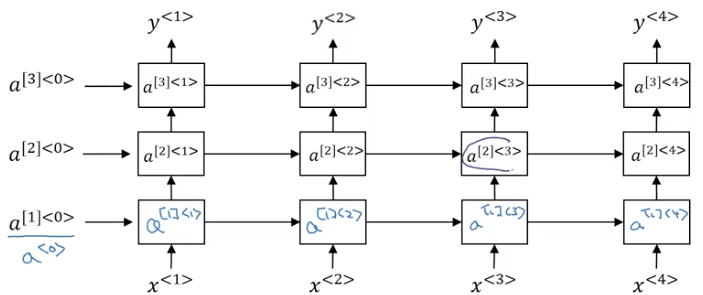 y<1> y<2> y<3> y<4>
a[3]<0> a[3]<1> a[3]<2> a[3]<3> a[3]<4>
a[2]<0> a[2]<1> a[2]<2> a[2]<3> a[2]<4>
a[1]<0> a[1]<1> a[1]<2> a[1]<3> a[1]<4>
a[0]
x<1> x<2> x<3> x<4>